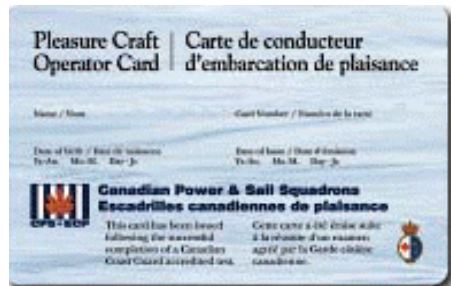 Pleasure Craft
Operator Card
Carte de conducteur
d'embarcation de plaisance
Name / Nom
Card Number / Numéro de la carte
Date of birth / Date de naissance
Yr-An. Mo-M. Day-Jr.
Date of Issue / Date d'émission
Yr-An. Mo-M. Day-Jr.
CPS-ECP
Canadian Power & Sail Squadrons
Escadrilles canadiennes de plaisance
This card has been issued
following the successful
completion of a Canadian
Coast Guard accredited test.
Cette carte a été émise suite
à la réussite d'un examen
agréé par la Garde côtière
canadienne.